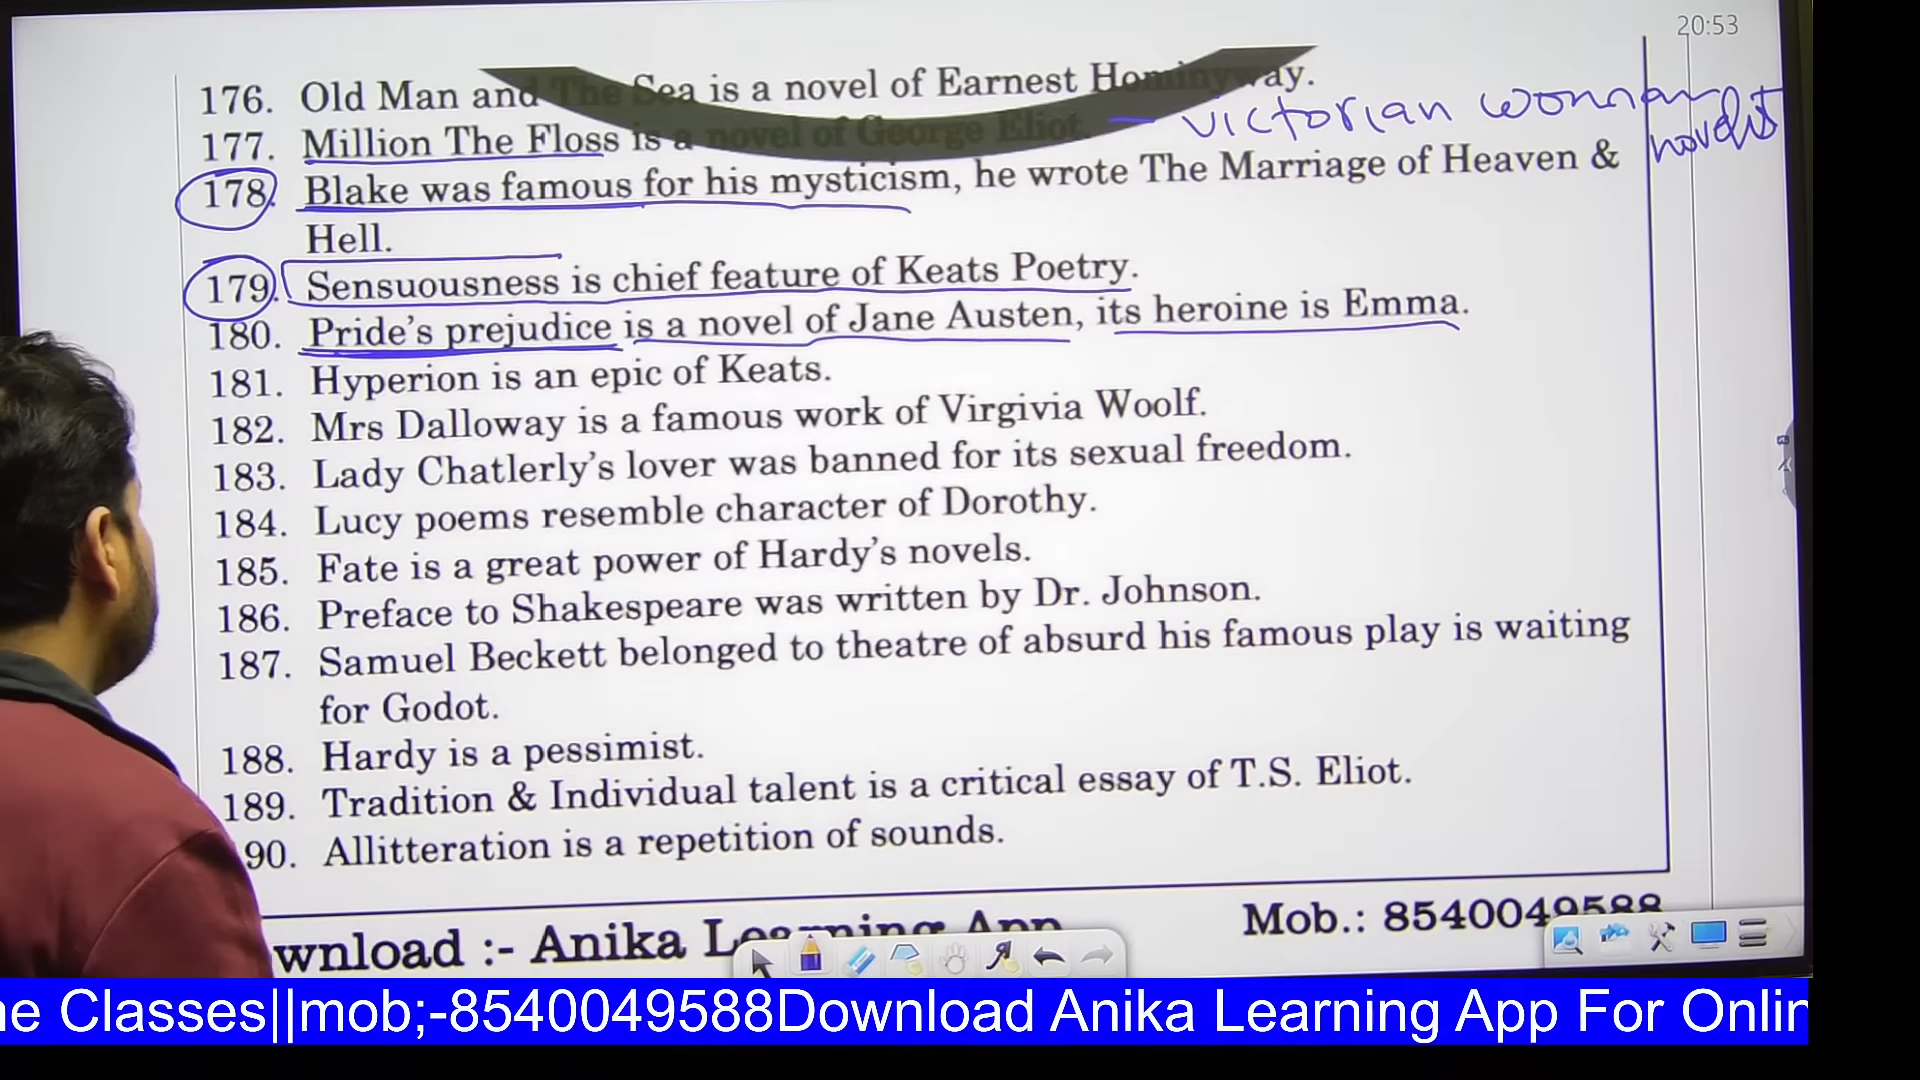 20:53
176. Old Man and The Sea is a novel of Earnest Hominyway.
177. Million The Floss is a novel of George Eliot. – victorian woman novelist
178. Blake was famous for his mysticism, he wrote The Marriage of Heaven &
Hell.
179. Sensuousness is chief feature of Keats Poetry.
180. Pride's prejudice is a novel of Jane Austen, its heroine is Emma.
181. Hyperion is an epic of Keats.
182. Mrs Dalloway is a famous work of Virgivia Woolf.
183. Lady Chatlerly's lover was banned for its sexual freedom.
184. Lucy poems resemble character of Dorothy.
185. Fate is a great power of Hardy's novels.
186. Preface to Shakespeare was written by Dr. Johnson.
187. Samuel Beckett belonged to theatre of absurd his famous play is waiting
for Godot.
188. Hardy is a pessimist.
189. Tradition & Individual talent is a critical essay of T.S. Eliot.
90. Allitteration is a repetition of sounds.
wnload :- Anika Learning App Mob.: 8540049588
ne Classes||mob;-8540049588Download Anika Learning App For Onlin